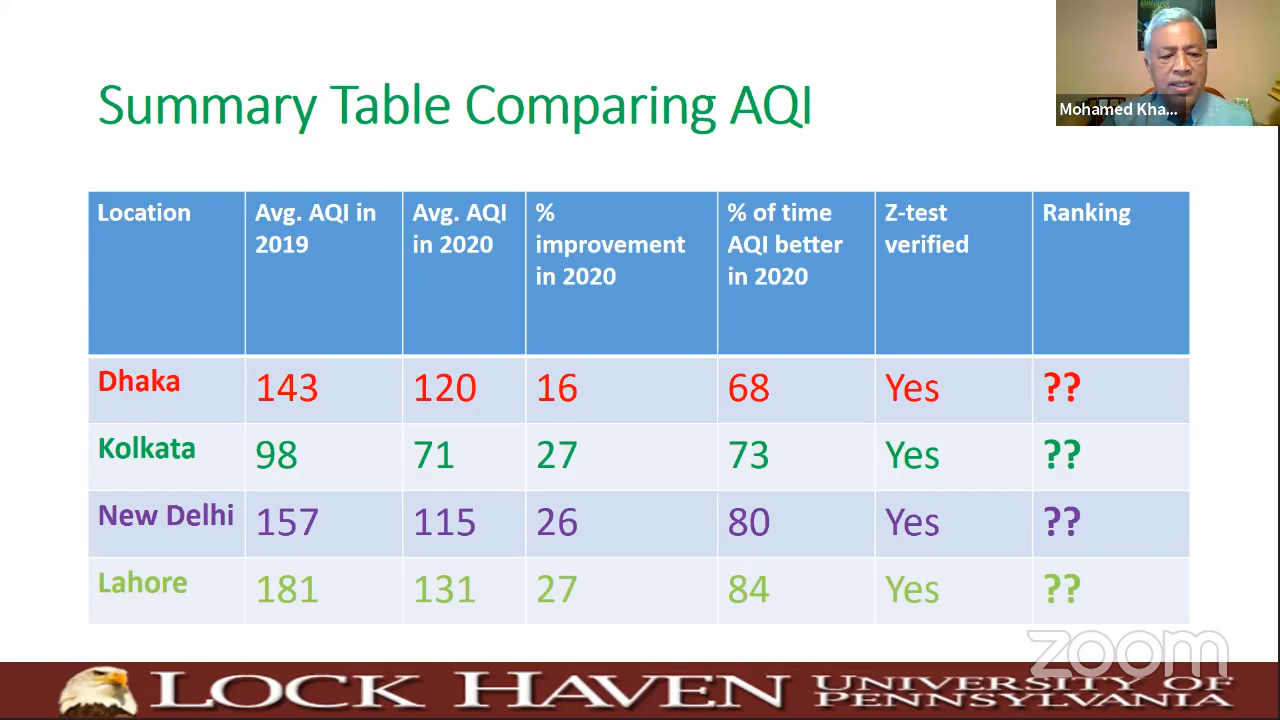 Summary Table Comparing AQI
Mohamed Kha...
Location
Avg. AQI in
2019
Avg. AQI
in 2020
%
improvement
in 2020
% of time
AQI better
in 2020
Z-test
verified
Ranking
Dhaka 143 120 16 68 Yes ??
Kolkata 98 71 27 73 Yes ??
New Delhi 157 115 26 80 Yes ??
Lahore 181 131 27 84 Yes ??
zoom
LOCK HAVEN UNIVERSITY OF
PENNSYLVANIA